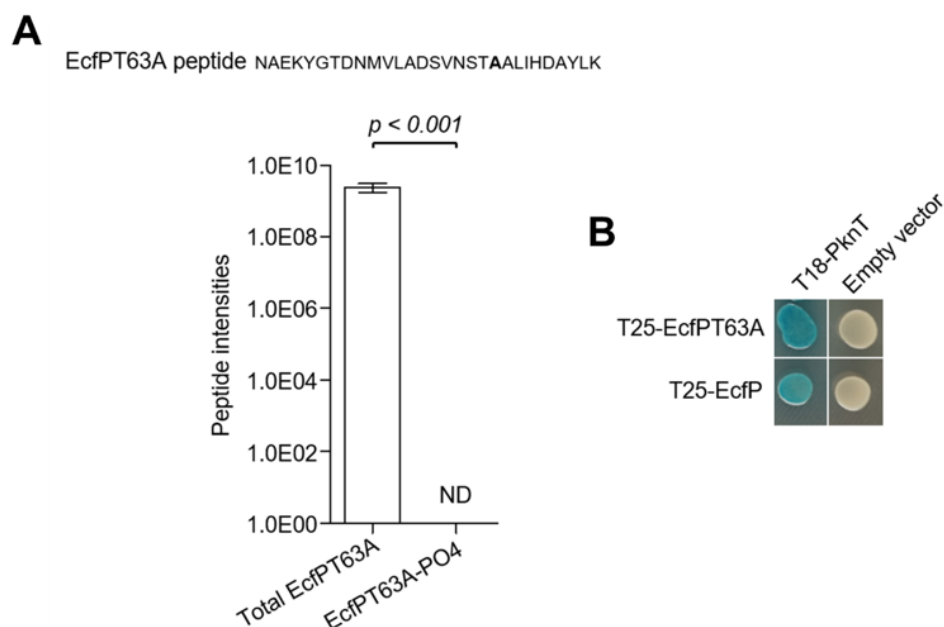 A
EcfPT63A peptide NAEKYGTDNMVLADSVNSTAALIHDAYLK
p < 0.001
1.0E10
1.0E08
1.0E06
1.0E04
1.0E02
1.0E00
Peptide intensities
ND
Total EcfPT63A
EcfPT63A-PO4
B
T18-PknT
Empty vector
T25-EcfPT63A
T25-EcfP